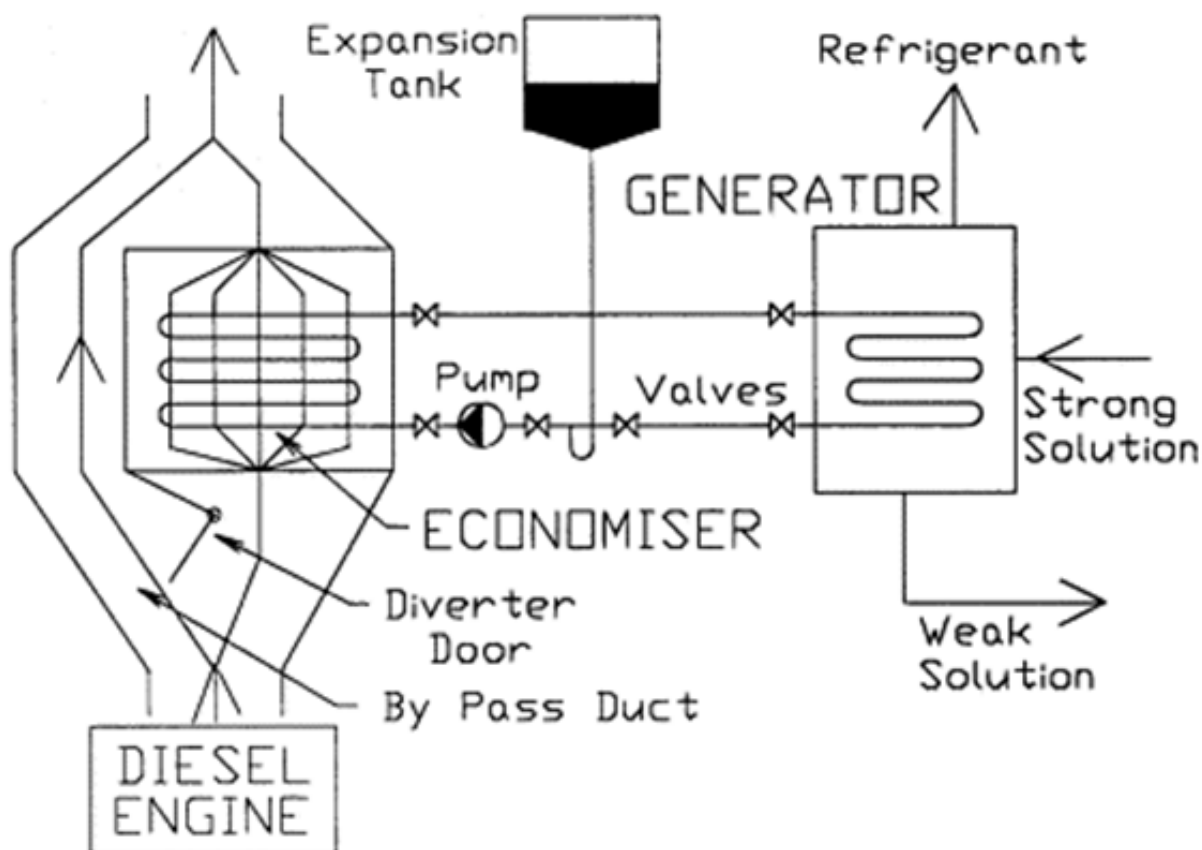 Expansion
Tank
Refrigerant
GENERATOR
Pump
Valves
Strong
Solution
ECONOMISER
Diverter
Door
Weak
Solution
By Pass Duct
DIESEL
ENGINE